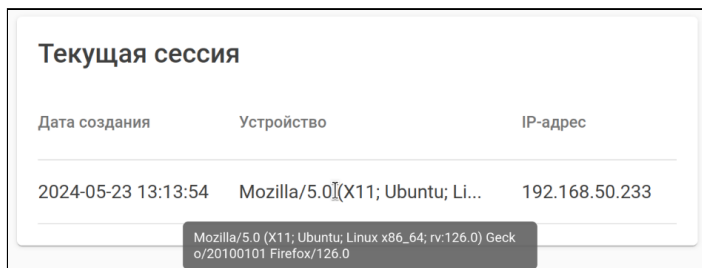 Текущая сессия
Дата создания Устройство IP-адрес
2024-05-23 13:13:54 Mozilla/5.0 (X11; Ubuntu; Li... 192.168.50.233
Mozilla/5.0 (X11; Ubuntu; Linux x86_64; rv:126.0) Geck
o/20100101 Firefox/126.0